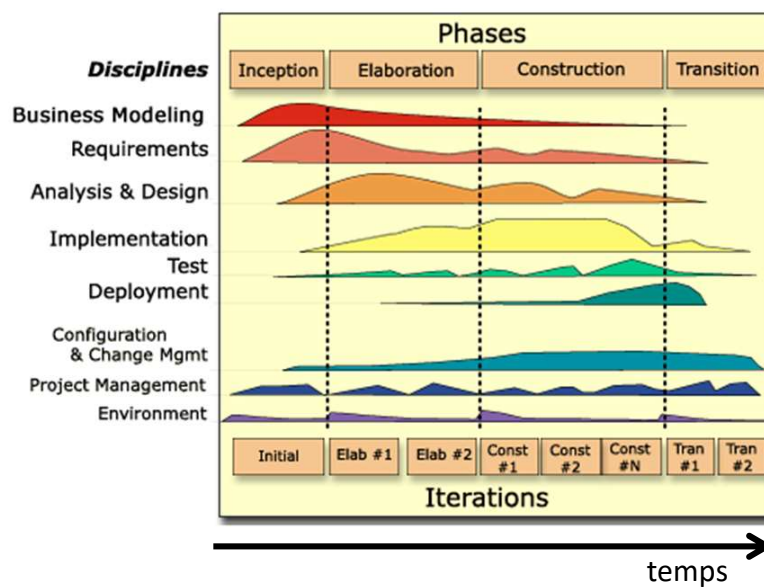 Phases
Disciplines
Inception
Elaboration
Construction
Transition
Business Modeling
Requirements
Analysis & Design
Implementation
Test
Deployment
Configuration
& Change Mgmt
Project Management
Environment
Initial
Elab #1
Elab #2
Const
#1
Const
#2
Const
#N
Tran
#1
Tran
#2
Iterations
temps